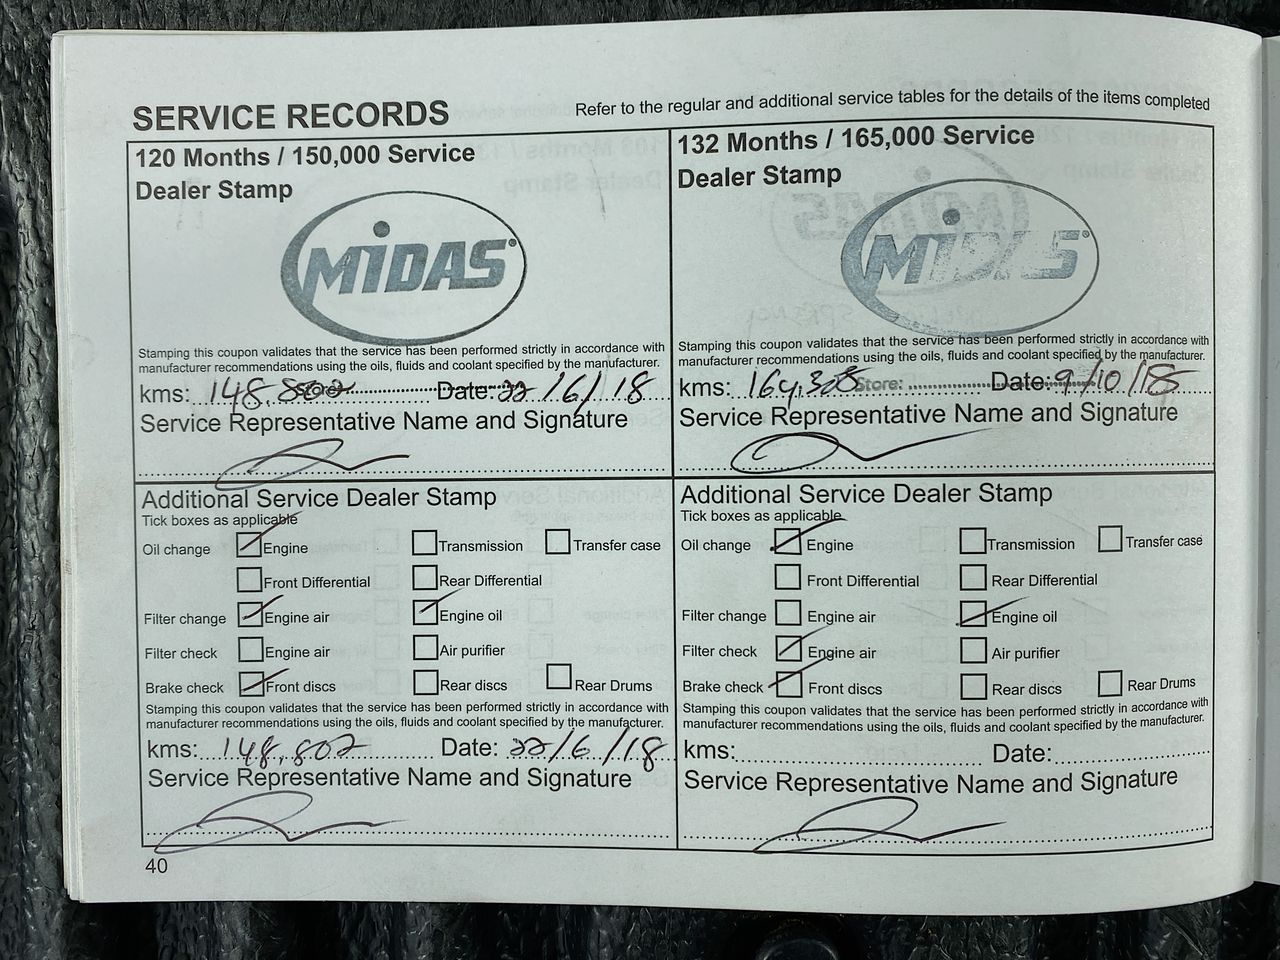 SERVICE RECORDS
Refer to the regular and additional service tables for the details of the items completed
120 Months / 150,000 Service
Dealer Stamp
MiDAS®
Stamping this coupon validates that the service has been performed strictly in accordance with
manufacturer recommendations using the oils, fluids and coolant specified by the manufacturer.
kms: 148,802 Date: 22/6/18
Service Representative Name and Signature
Additional Service Dealer Stamp
Tick boxes as applicable
Oil change Engine Transmission Transfer case
Front Differential Rear Differential
Filter change Engine air Engine oil
Filter check Engine air Air purifier
Brake check Front discs Rear discs Rear Drums
Stamping this coupon validates that the service has been performed strictly in accordance with
manufacturer recommendations using the oils, fluids and coolant specified by the manufacturer.
kms: 148,802 Date: 22/6/18
Service Representative Name and Signature
40
132 Months / 165,000 Service
Dealer Stamp
MiDAS®
Stamping this coupon validates that the service has been performed strictly in accordance with
manufacturer recommendations using the oils, fluids and coolant specified by the manufacturer.
kms: Store: Date: 9/10/18
Service Representative Name and Signature
Additional Service Dealer Stamp
Tick boxes as applicable
Oil change Engine Transmission Transfer case
Front Differential Rear Differential
Filter change Engine air Engine oil
Filter check Engine air Air purifier
Brake check Front discs Rear discs Rear Drums
Stamping this coupon validates that the service has been performed strictly in accordance with
manufacturer recommendations using the oils, fluids and coolant specified by the manufacturer.
kms: Date:
Service Representative Name and Signature